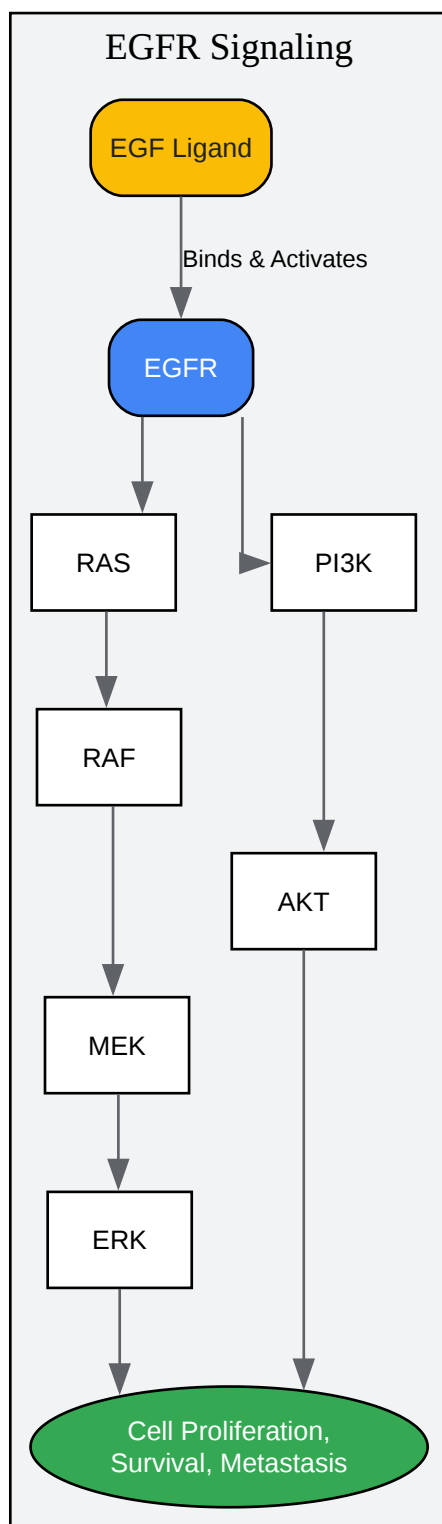 EGFR Signaling
EGF Ligand
Binds & Activates
EGFR
RAS
PI3K
RAF
AKT
MEK
ERK
Cell Proliferation,
Survival, Metastasis